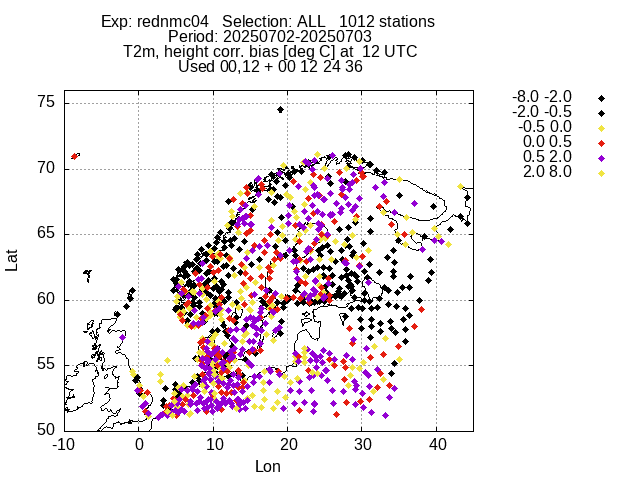 Exp: rednmc04 Selection: ALL 1012 stations
Period: 20250702-20250703
T2m, height corr. bias [deg C] at 12 UTC
Used 00,12 + 00 12 24 36
-8.0 -2.0
-2.0 -0.5
-0.5 0.0
0.0 0.5
0.5 2.0
2.0 8.0
75
70
65
60
55
50
Lat
-10 0 10 20 30 40
Lon